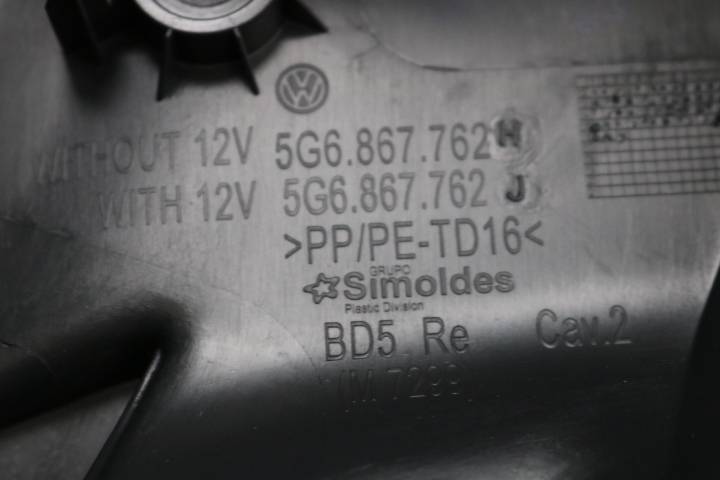 WITHOUT 12V 5G6.867.762 H
WITH 12V 5G6.867.762 J
>PP/PE-TD16<
GRUPO
Simoldes
Plastic Division
BD5 Re Cav.2
(M 7299)